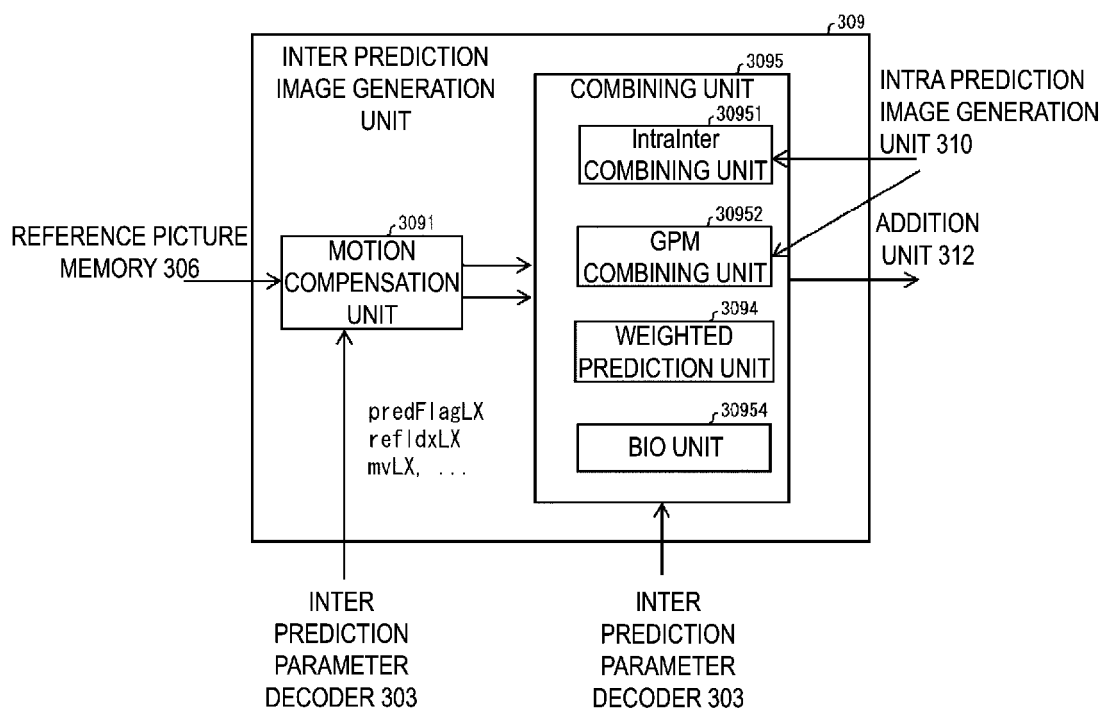 309
INTER PREDICTION
IMAGE GENERATION
UNIT
3095
COMBINING UNIT
30951
IntraInter
COMBINING UNIT
INTRA PREDICTION
IMAGE GENERATION
UNIT 310
30952
GPM
COMBINING UNIT
ADDITION
UNIT 312
REFERENCE PICTURE
MEMORY 306
3091
MOTION
COMPENSATION
UNIT
3094
WEIGHTED
PREDICTION UNIT
predFlagLX
refIdxLX
mvLX, ...
30954
BIO UNIT
INTER
PREDICTION
PARAMETER
DECODER 303
INTER
PREDICTION
PARAMETER
DECODER 303